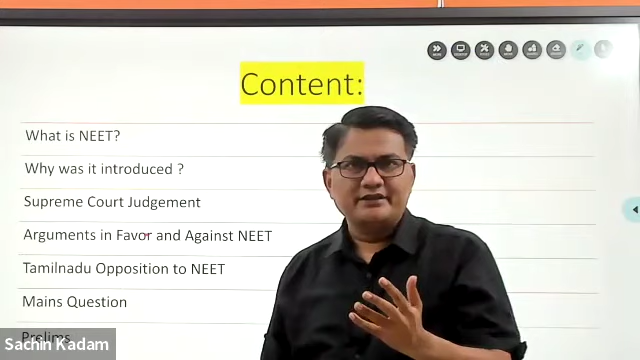 Content:
What is NEET?
Why was it introduced ?
Supreme Court Judgement
Arguments in Favor and Against NEET
Tamilnadu Opposition to NEET
Mains Question
Prelims
Sachin Kadam